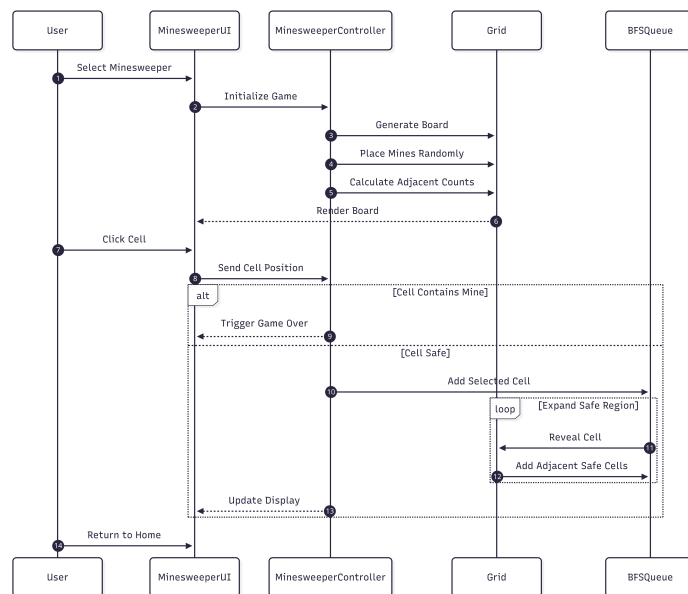 User MinesweeperUI MinesweeperController Grid BFSQueue
1 Select Minesweeper
2 Initialize Game
3 Generate Board
4 Place Mines Randomly
5 Calculate Adjacent Counts
Render Board 6
7 Click Cell
8 Send Cell Position
alt [Cell Contains Mine]
Trigger Game Over 9
[Cell Safe]
10 Add Selected Cell
loop [Expand Safe Region]
Reveal Cell 11
12 Add Adjacent Safe Cells
Update Display 13
14 Return to Home
User MinesweeperUI MinesweeperController Grid BFSQueue